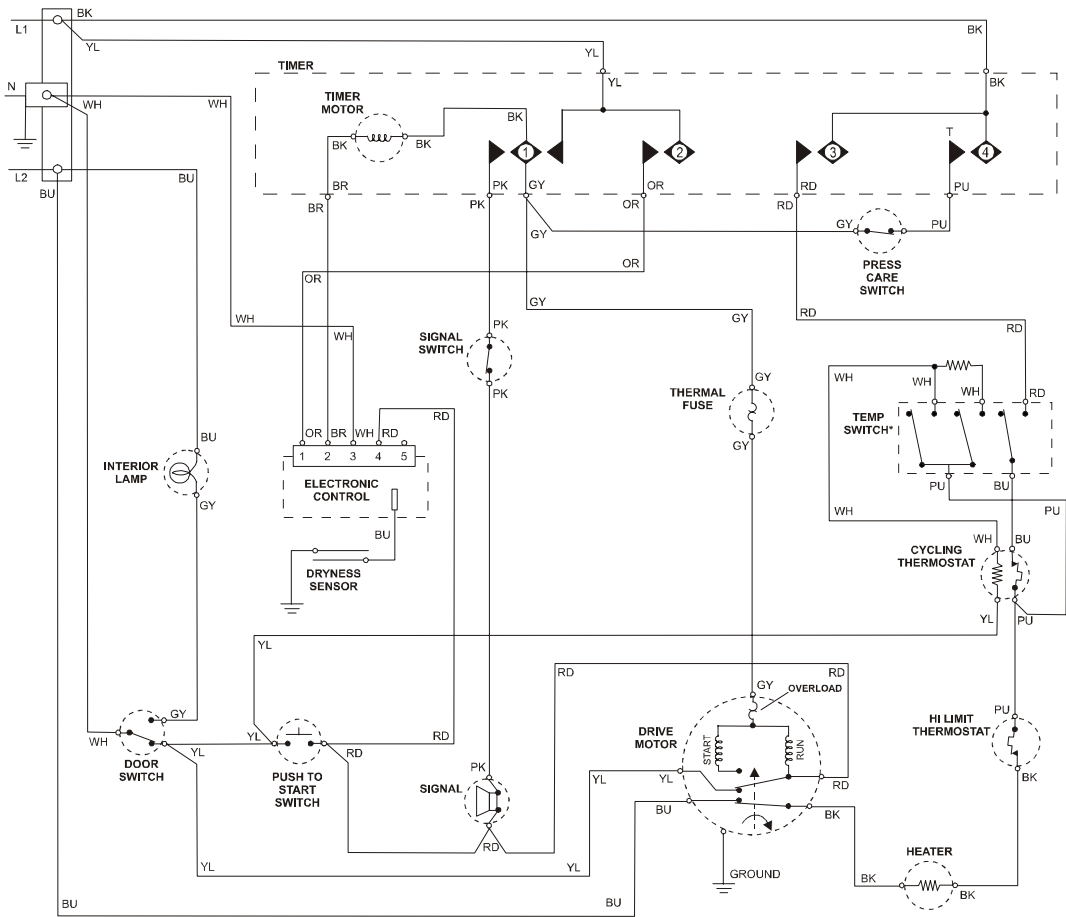 BK
L1
YL
BK
YL
TIMER
YL
BK
N
WH
WH
TIMER
MOTOR
BK
BK
BK
T
1
2
3
4
L2
BU
BU
BR
PK
GY
OR
RD
PU
BR
PK
GY
OR
RD
GY
PU
PRESS
CARE
SWITCH
OR
OR
GY
WH
WH
PK
GY
RD
RD
SIGNAL
SWITCH
PK
GY
THERMAL
FUSE
GY
WH
WH
WH
RD
TEMP
SWITCH*
RD
BU
OR
BR
WH
RD
1
2
3
4
5
INTERIOR
LAMP
GY
ELECTRONIC
CONTROL
PU
BU
PU
WH
BU
DRYNESS
SENSOR
WH
BU
CYCLING
THERMOSTAT
YL
PU
YL
RD
RD
GY
OVERLOAD
GY
PU
HI LIMIT
THERMOSTAT
DRIVE
MOTOR
START
RUN
WH
DOOR
SWITCH
YL
YL
RD
RD
PUSH TO
START
SWITCH
PK
SIGNAL
YL
YL
RD
BK
BU
BK
RD
YL
YL
GROUND
HEATER
BK
BK
BU
BU